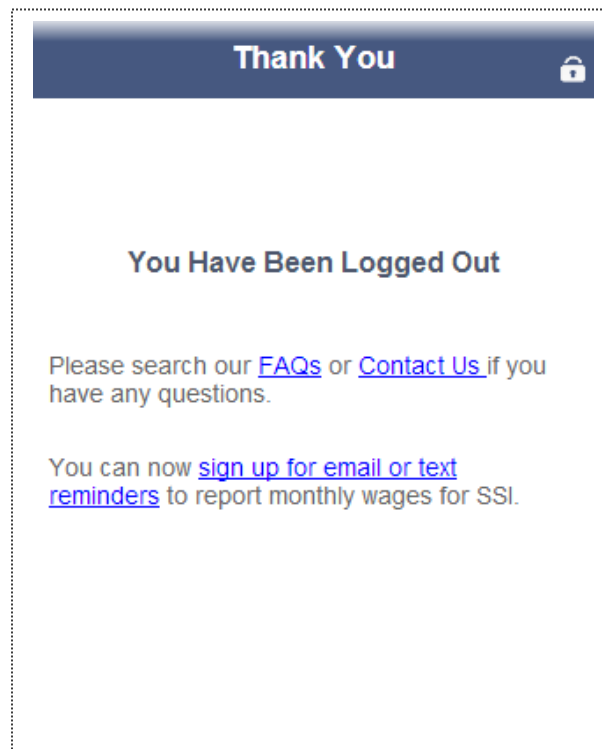 Thank You
You Have Been Logged Out
Please search our FAQs or Contact Us if you
have any questions.
You can now sign up for email or text
reminders to report monthly wages for SSI.